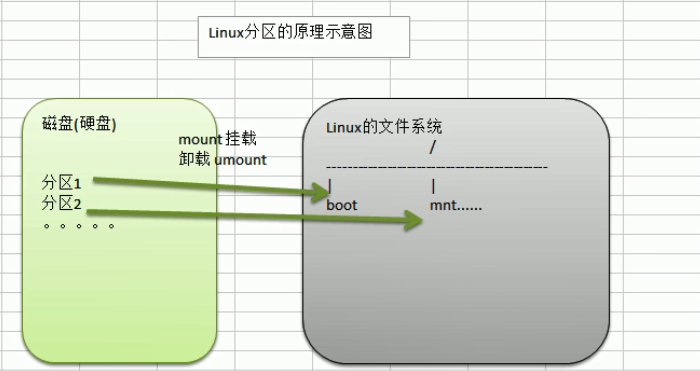 Linux分区的原理示意图
磁盘(硬盘)
分区1
分区2
。。。。。
mount 挂载
卸载 umount
Linux的文件系统
/
----------------------------------------
| |
boot mnt......